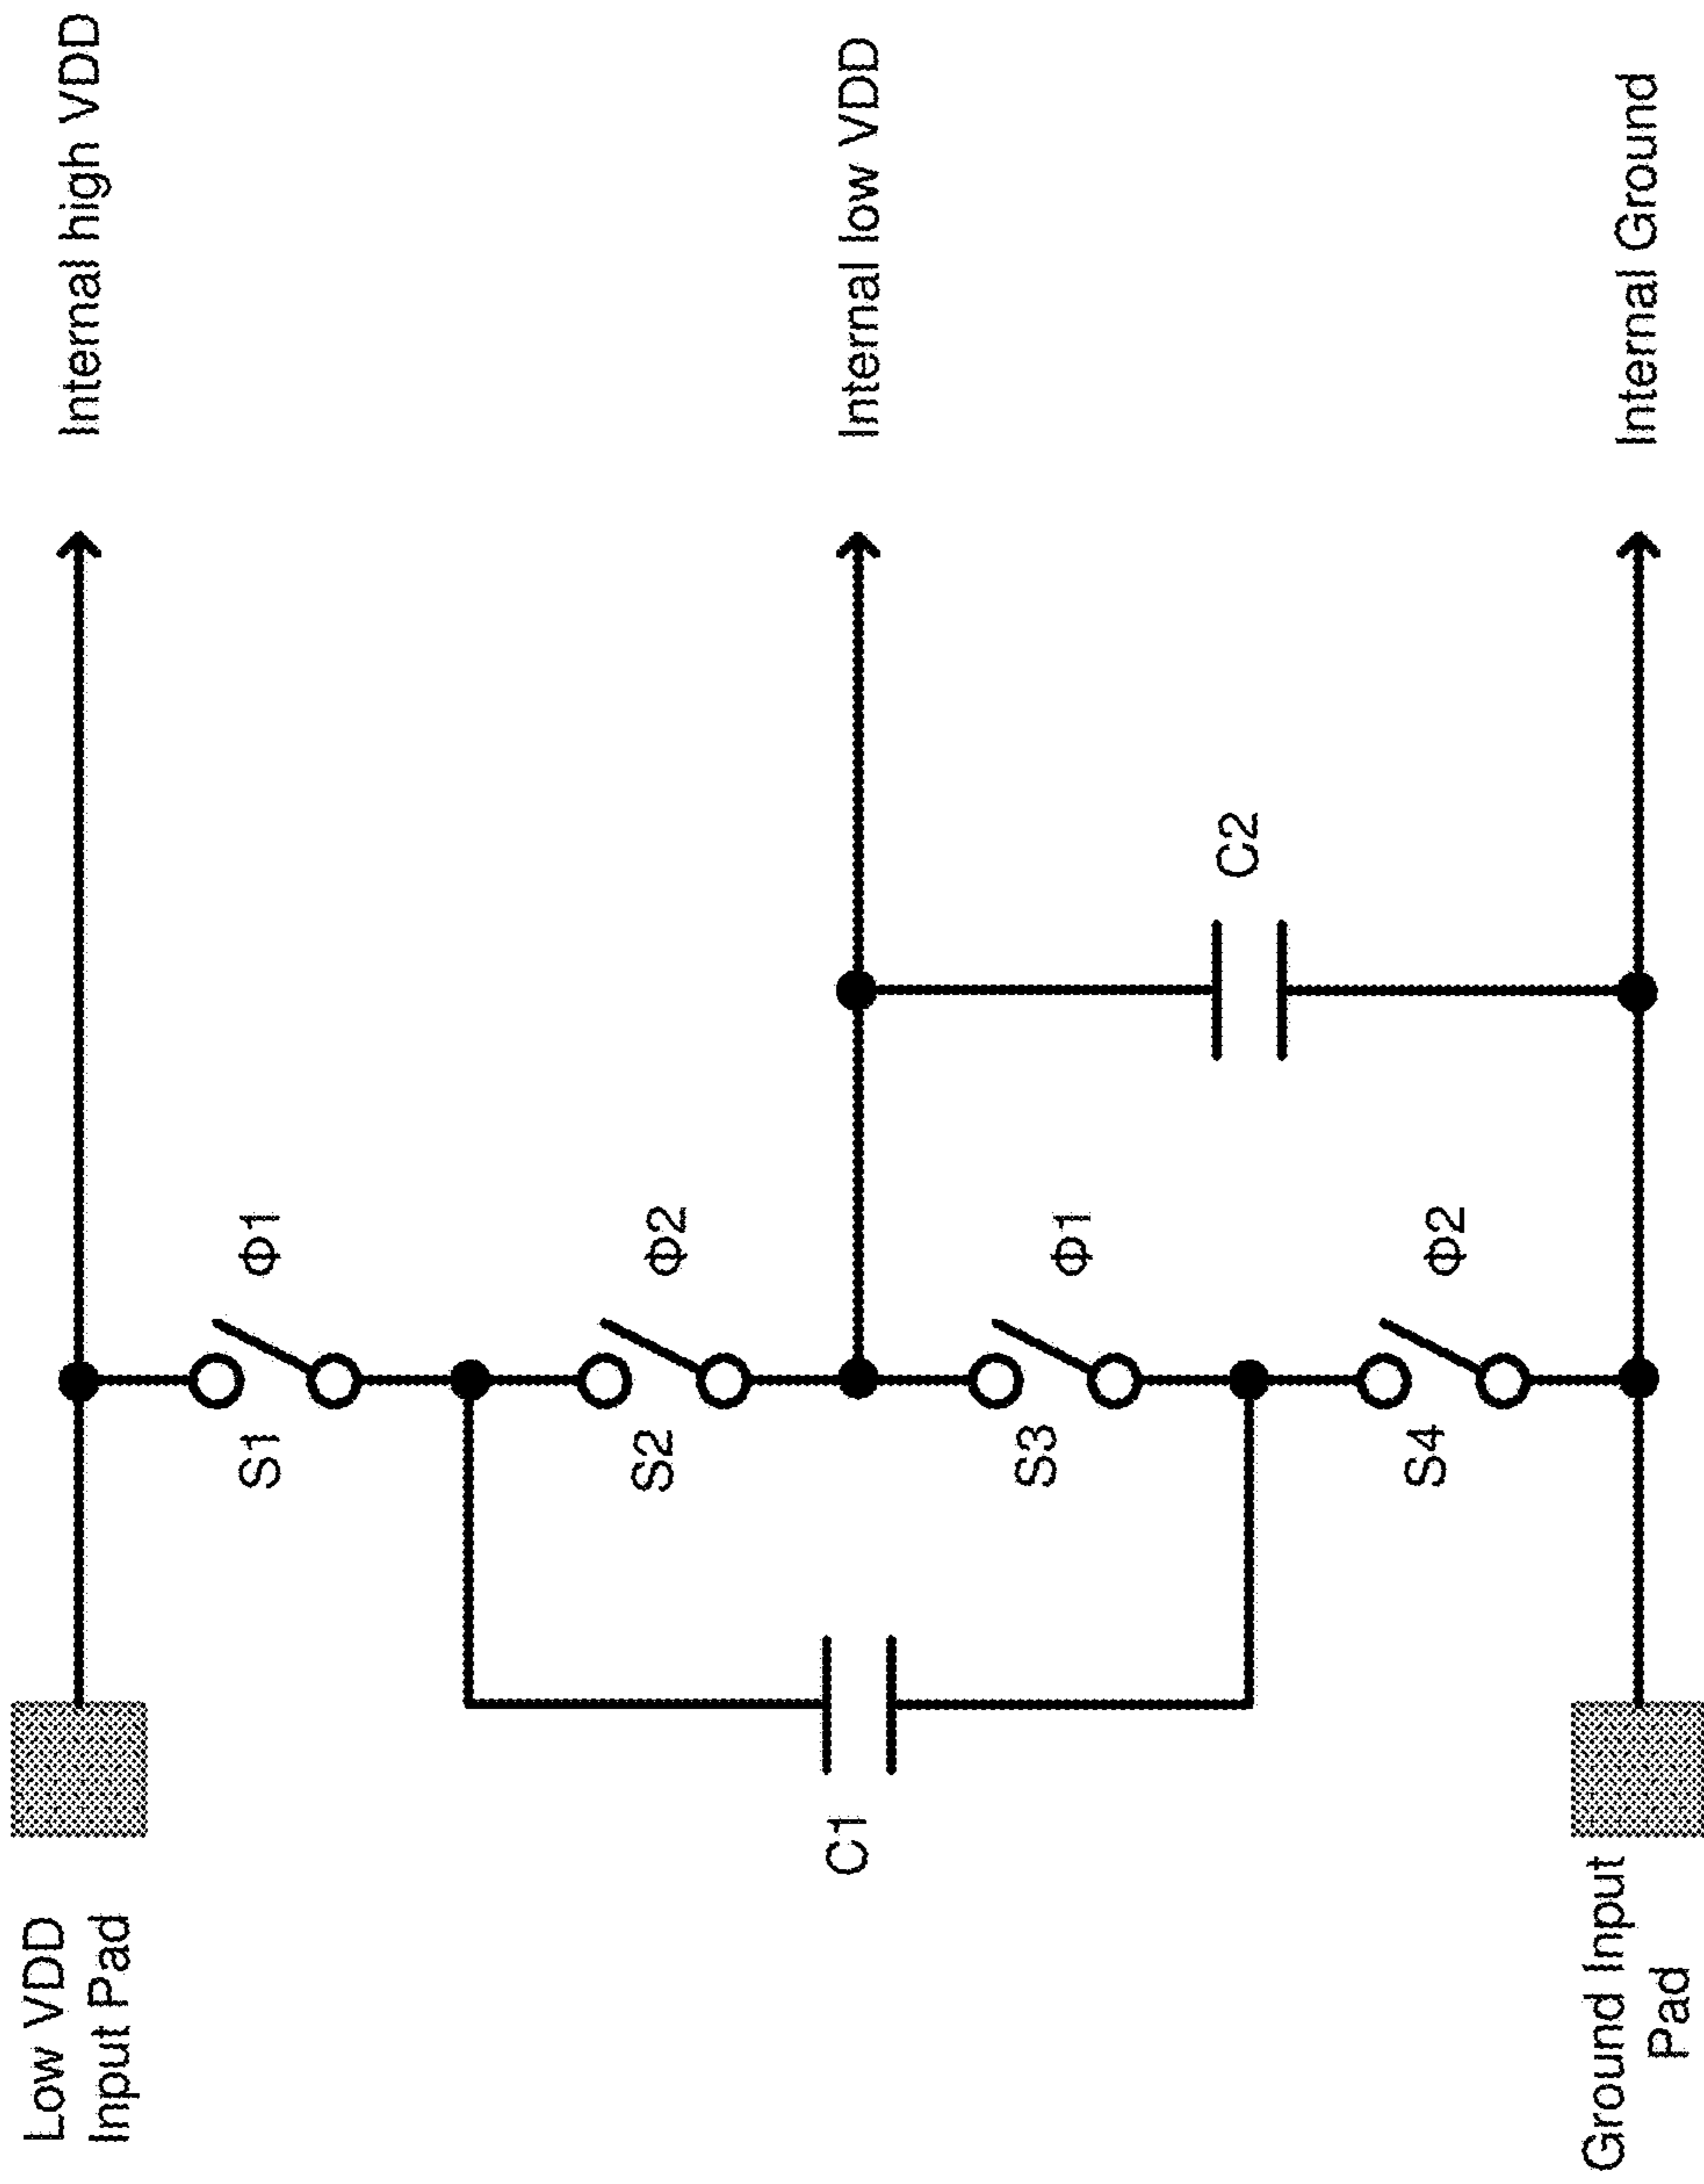 Low VDD
Input Pad
Internal high VDD
S1
Φ1
S2
Φ2
C1
Internal low VDD
S3
Φ1
C2
S4
Φ2
Ground Input
Pad
Internal Ground